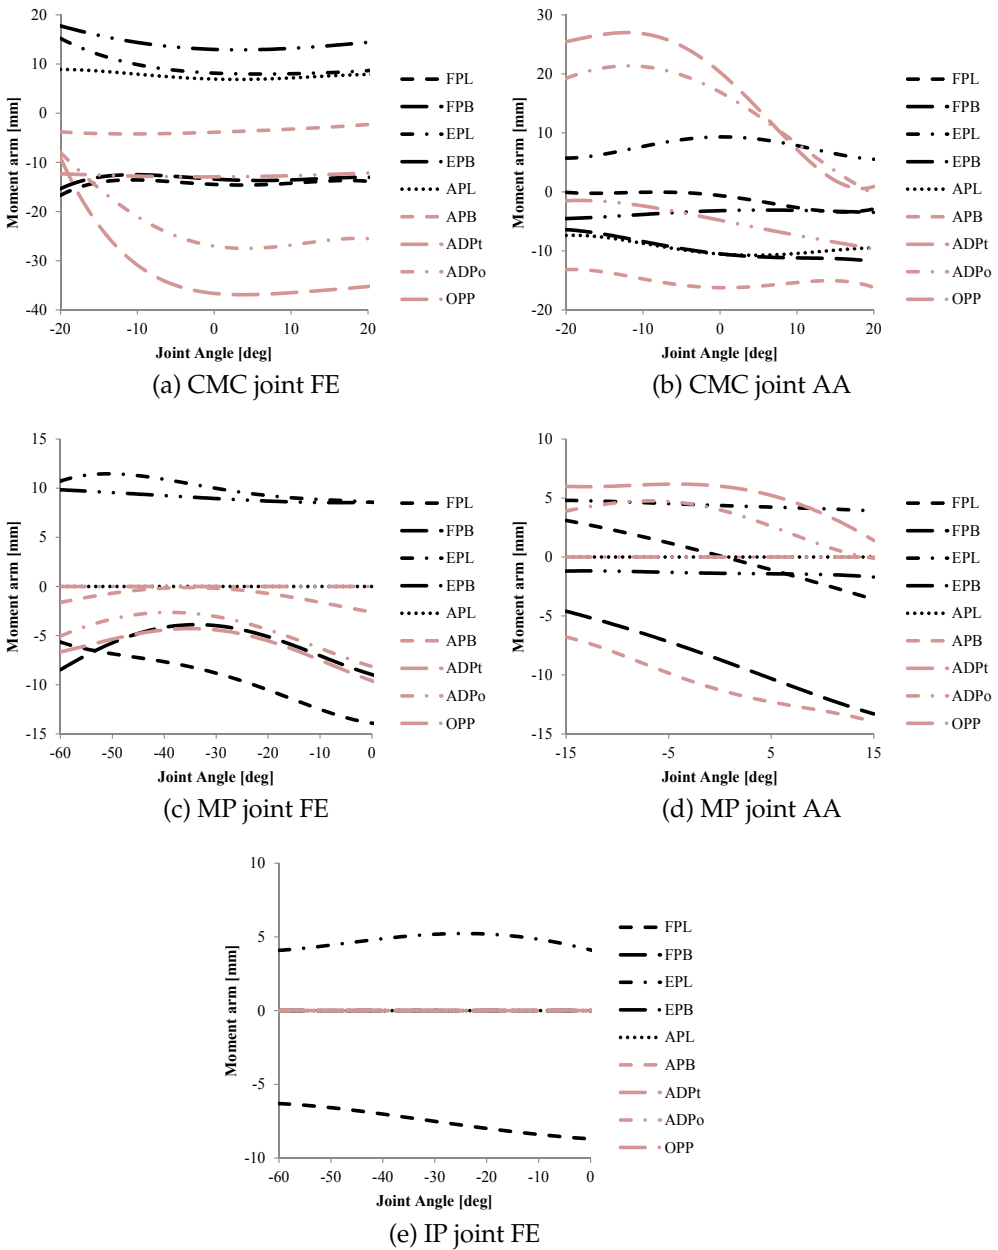 20
10
0
-10
-20
-30
-40
Moment arm [mm]
-20 -10 0 10 20
Joint Angle [deg]
FPL
FPB
EPL
EPB
APL
APB
ADPt
ADPo
OPP
(a) CMC joint FE
30
20
10
0
-10
-20
Moment arm [mm]
-20 -10 0 10 20
Joint Angle [deg]
FPL
FPB
EPL
EPB
APL
APB
ADPt
ADPo
OPP
(b) CMC joint AA
15
10
5
0
-5
-10
-15
Moment arm [mm]
-60 -50 -40 -30 -20 -10 0
Joint Angle [deg]
FPL
FPB
EPL
EPB
APL
APB
ADPt
ADPo
OPP
(c) MP joint FE
10
5
0
-5
-10
-15
Moment arm [mm]
-15 -5 5 15
Joint Angle [deg]
FPL
FPB
EPL
EPB
APL
APB
ADPt
ADPo
OPP
(d) MP joint AA
10
5
0
-5
-10
Moment arm [mm]
-60 -50 -40 -30 -20 -10 0
Joint Angle [deg]
FPL
FPB
EPL
EPB
APL
APB
ADPt
ADPo
OPP
(e) IP joint FE